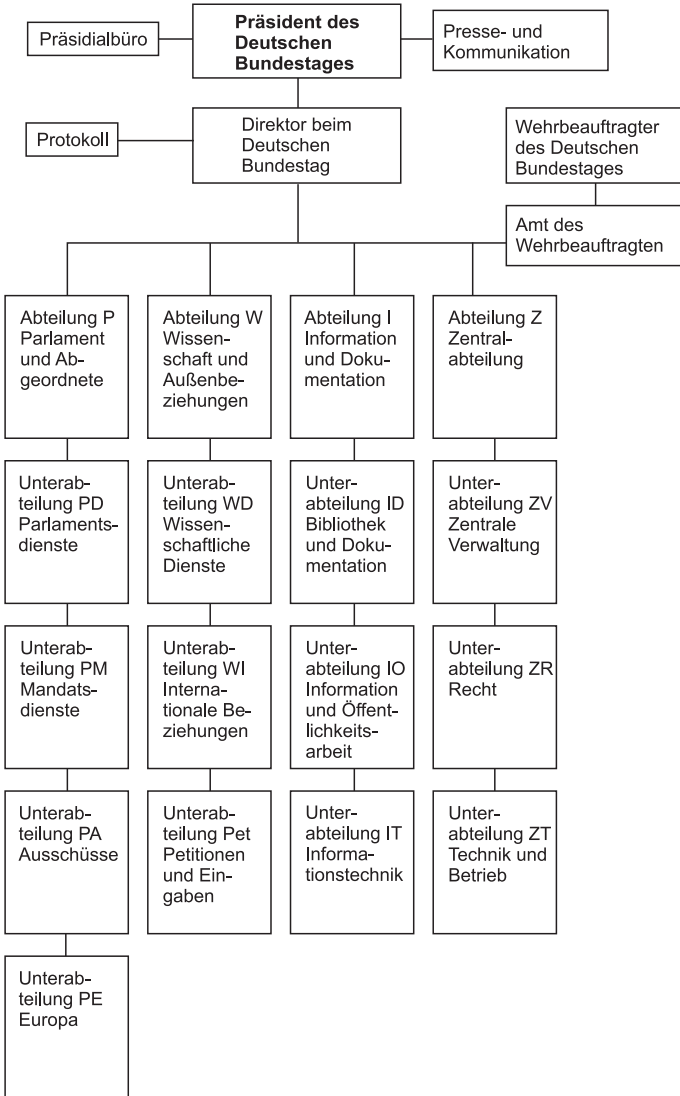 Präsidialbüro
Präsident des
Deutschen
Bundestages
Presse- und
Kommunikation
Protokoll
Direktor beim
Deutschen
Bundestag
Wehrbeauftragter
des Deutschen
Bundestages
Amt des
Wehrbeauftragten
Abteilung P
Parlament
und Ab-
geordnete
Abteilung W
Wissen-
schaft und
Außenbe-
ziehungen
Abteilung I
Information
und Doku-
mentation
Abteilung Z
Zentral-
abteilung
Unterab-
teilung PD
Parlaments-
dienste
Unterab-
teilung WD
Wissen-
schaftliche
Dienste
Unter-
abteilung ID
Bibliothek
und Doku-
mentation
Unter-
abteilung ZV
Zentrale
Verwaltung
Unterab-
teilung PM
Mandats-
dienste
Unterab-
teilung WI
Interna-
tionale Be-
ziehungen
Unter-
abteilung IO
Information
und Öffent-
lichkeits-
arbeit
Unter-
abteilung ZR
Recht
Unterab-
teilung PA
Ausschüsse
Unterab-
teilung Pet
Petitionen
und Ein-
gaben
Unter-
abteilung IT
Informa-
tionstechnik
Unter-
abteilung ZT
Technik und
Betrieb
Unterab-
teilung PE
Europa